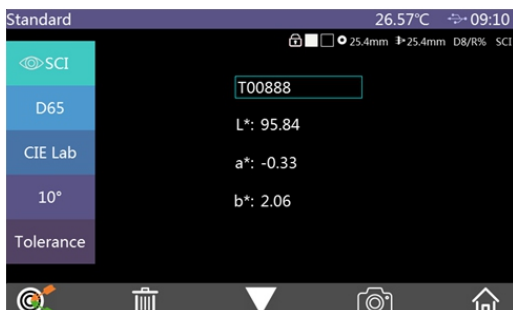 Standard 26.57℃ 09:10
25.4mm 25.4mm D8/R% SCI
SCI
T00888
D65
L*: 95.84
CIE Lab
a*: -0.33
10°
b*: 2.06
Tolerance